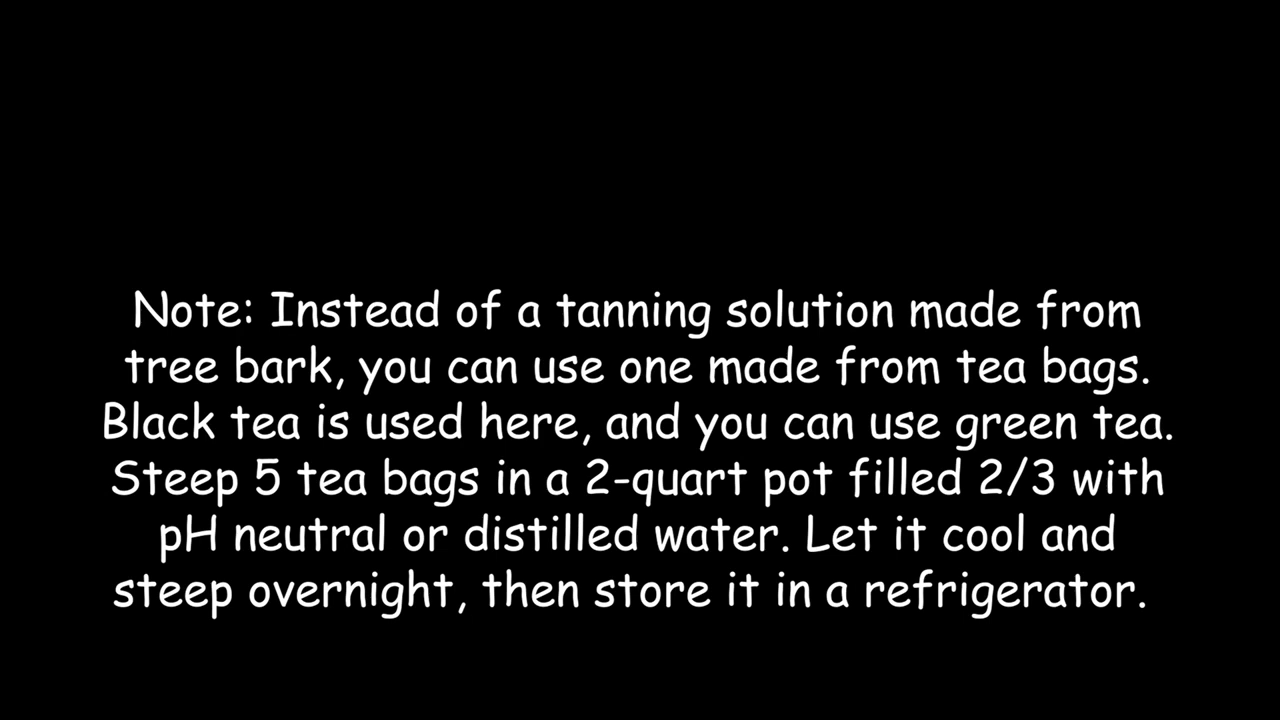 Note: Instead of a tanning solution made from
tree bark, you can use one made from tea bags.
Black tea is used here, and you can use green tea.
Steep 5 tea bags in a 2-quart pot filled 2/3 with
pH neutral or distilled water. Let it cool and
steep overnight, then store it in a refrigerator.